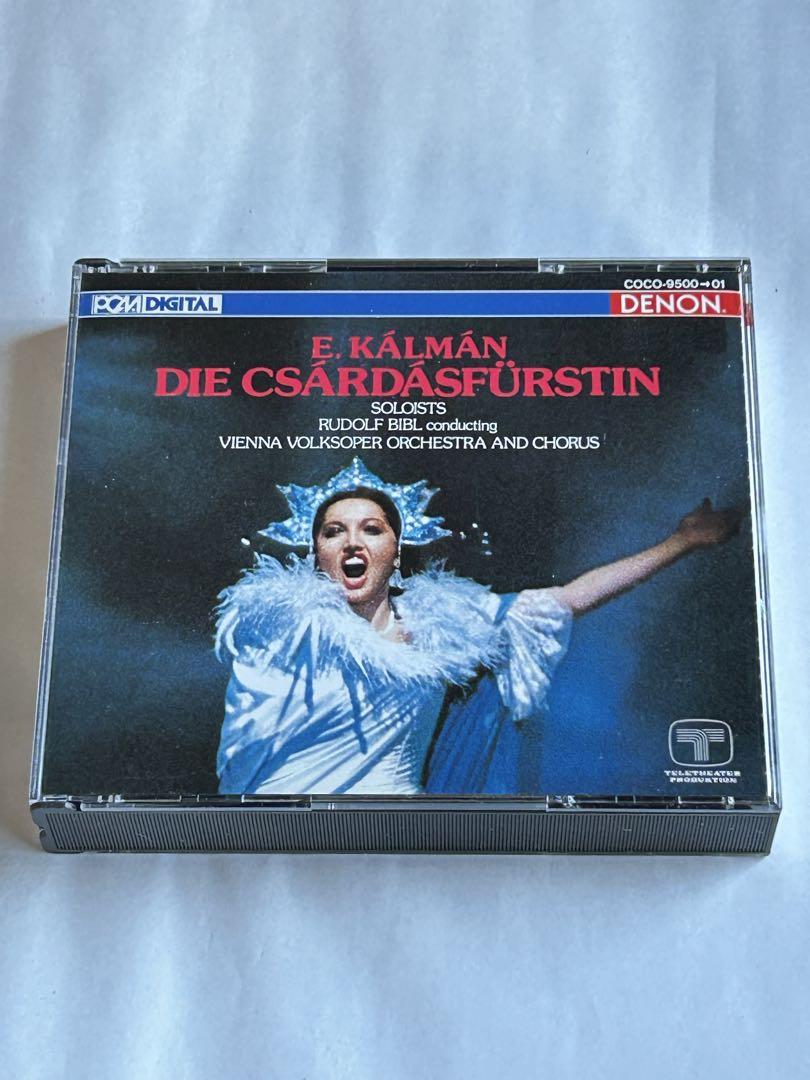 COCO-9500→01
PCM DIGITAL
DENON.
E. KÁLMÁN
DIE CSÁRDÁSFÜRSTIN
SOLOISTS
RUDOLF BIBL conducting
VIENNA VOLKSOPER ORCHESTRA AND CHORUS
TELETHEATER
PRODUKTION